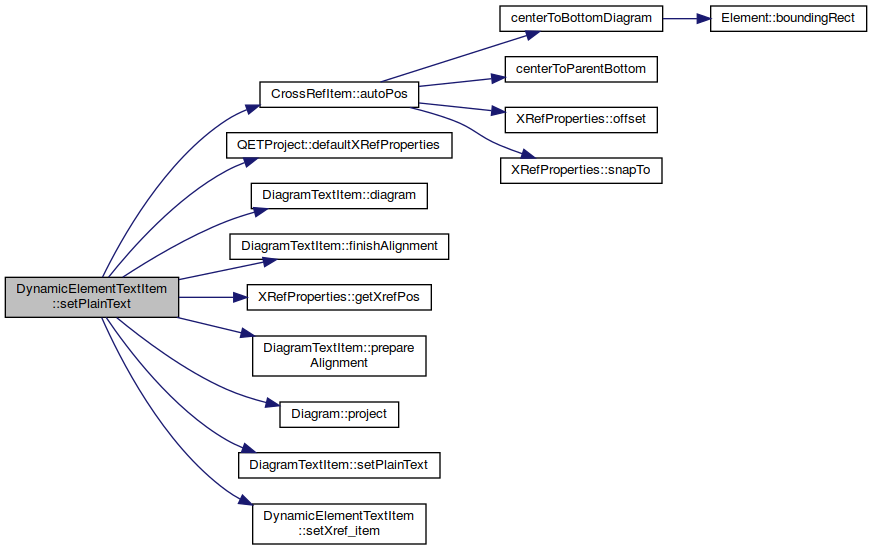 DynamicElementTextItem
::setPlainText
CrossRefItem::autoPos
centerToBottomDiagram
Element::boundingRect
centerToParentBottom
XRefProperties::offset
XRefProperties::snapTo
QETProject::defaultXRefProperties
DiagramTextItem::diagram
DiagramTextItem::finishAlignment
XRefProperties::getXrefPos
DiagramTextItem::prepare
Alignment
Diagram::project
DiagramTextItem::setPlainText
DynamicElementTextItem
::setXref_item